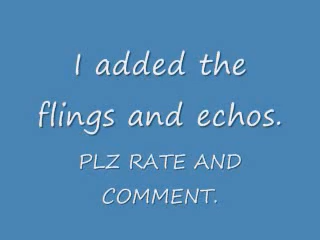 I added the
flings and echos.
PLZ RATE AND
COMMENT.